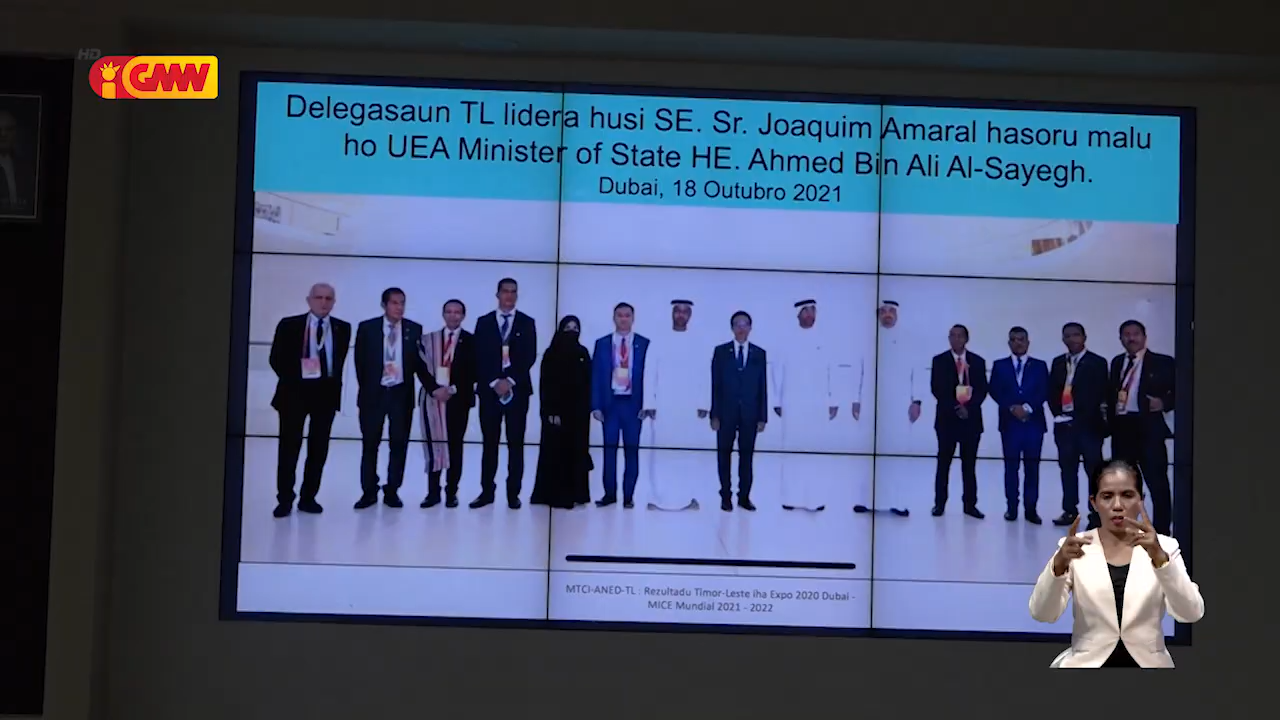 HD
GMN
Delegasaun TL lidera husi SE. Sr. Joaquim Amaral hasoru malu
ho UEA Minister of State HE. Ahmed Bin Ali Al-Sayegh.
Dubai, 18 Outubro 2021
MTCI-ANED-TL : Rezultadu Timor-Leste iha Expo 2020 Dubai -
MICE Mundial 2021 - 2022